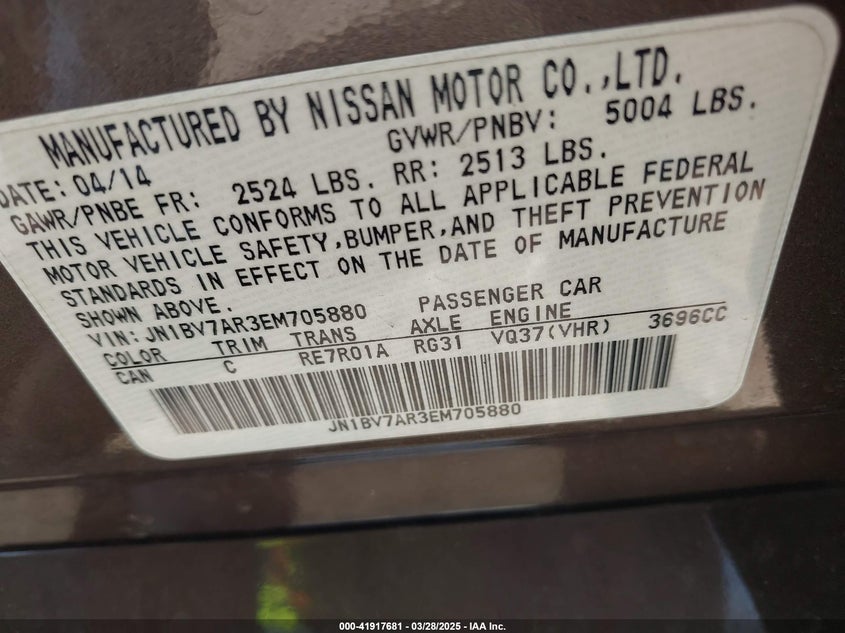 MANUFACTURED BY NISSAN MOTOR CO.,LTD.
DATE: 04/14 GVWR/PNBV: 5004 LBS.
GAWR/PNBE FR: 2524 LBS. RR: 2513 LBS.
THIS VEHICLE CONFORMS TO ALL APPLICABLE FEDERAL
MOTOR VEHICLE SAFETY,BUMPER,AND THEFT PREVENTION
STANDARDS IN EFFECT ON THE DATE OF MANUFACTURE
SHOWN ABOVE.
VIN: JN1BV7AR3EM705880 PASSENGER CAR
COLOR TRIM TRANS AXLE ENGINE
CAN C RE7R01A RG31 VQ37(VHR) 3696CC
JN1BV7AR3EM705880
000-41917681 - 03/28/2025 - IAA Inc.